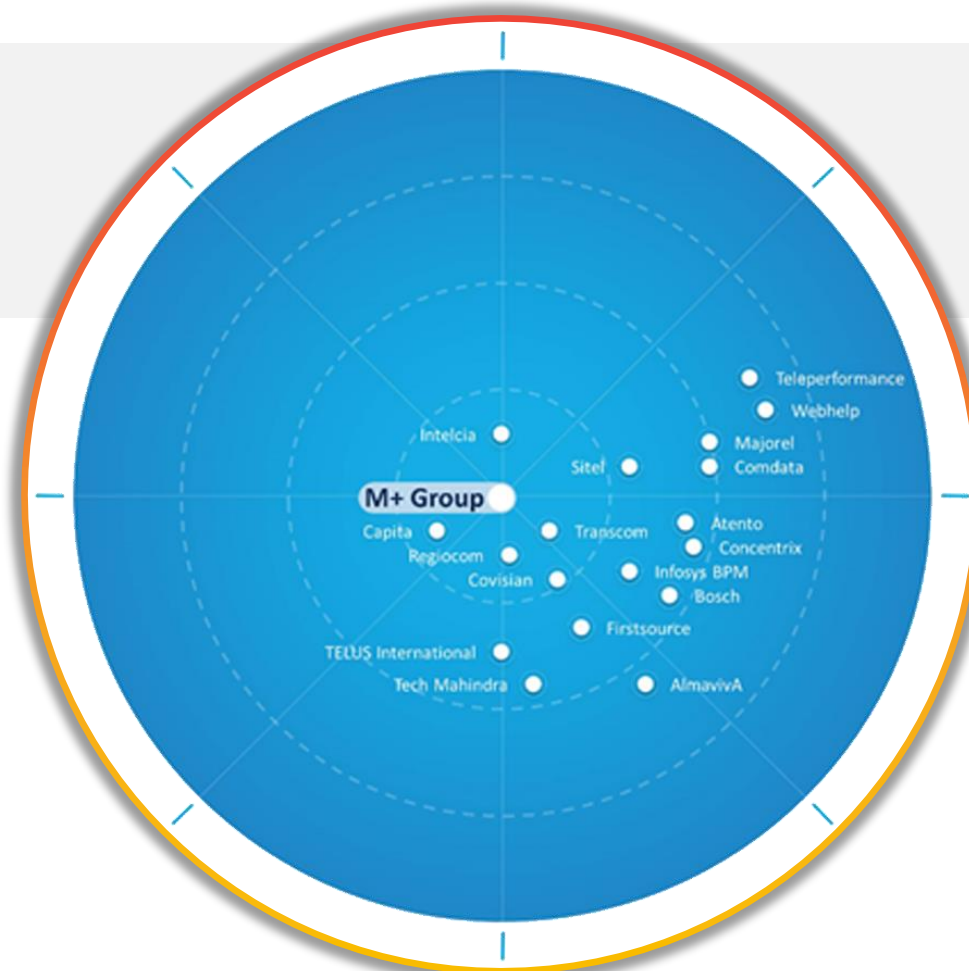 Teleperformance
Webhelp
Intelcia
Majorel
Sitel
Comdata
M+ Group
Atento
Capita
Transcom
Concentrix
Regiocom
Infosys BPM
Covisian
Bosch
Firstsource
TELUS International
Tech Mahindra
AlmavivA